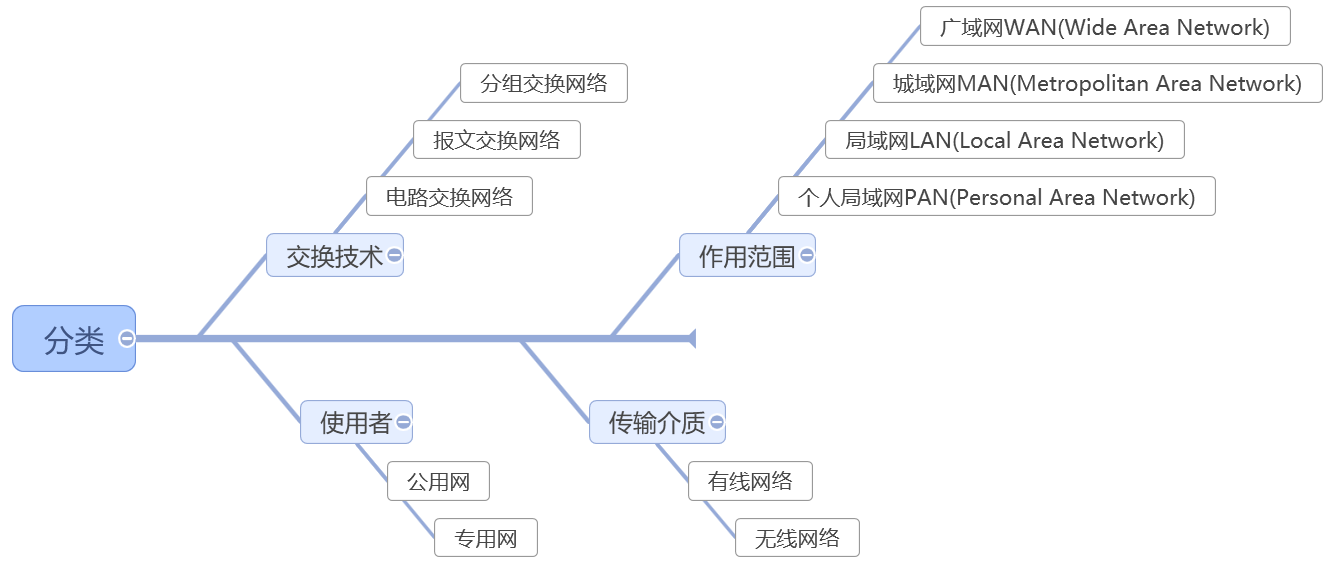 广域网WAN(Wide Area Network)
分组交换网络
城域网MAN(Metropolitan Area Network)
报文交换网络
局域网LAN(Local Area Network)
电路交换网络
个人局域网PAN(Personal Area Network)
交换技术
作用范围
分类
使用者
传输介质
公用网
有线网络
专用网
无线网络